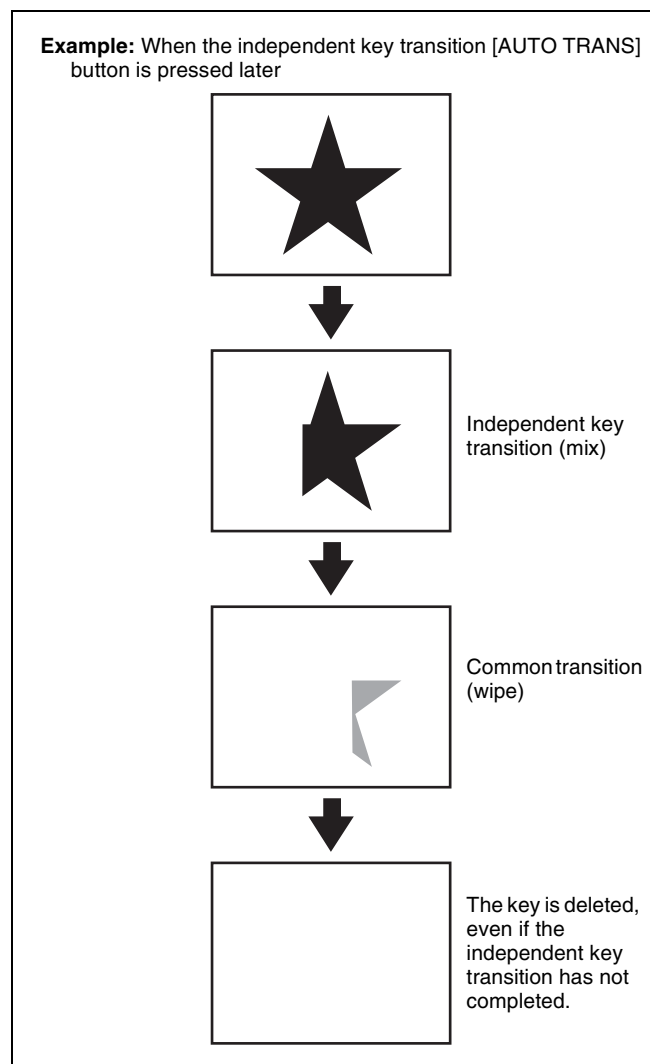 Example: When the independent key transition [AUTO TRANS]
button is pressed later
Independent key
transition (mix)
Common transition
(wipe)
The key is deleted,
even if the
independent key
transition has not
completed.